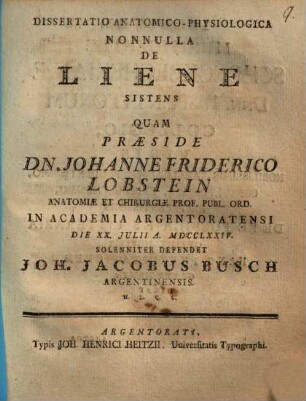 9.
DISSERTATIO ANATOMICO-PHYSIOLOGICA
NONNULLA
DE
LIENE
SISTENS
QUAM
PRÆSIDE
DN. JOHANNE FRIDERICO
LOBSTEIN
ANATOMIÆ ET CHIRURGIÆ PROF. PUBL. ORD.
IN ACADEMIA ARGENTORATENSI
DIE XX. JULII A. MDCCLXXIV.
SOLENNITER DEFENDET
JOH. JACOBUS BUSCH
ARGENTINENSIS.
H. L. Q. C.
ARGENTORATI,
Typis JOH. HENRICI HEITZII, Universitatis Typographi.